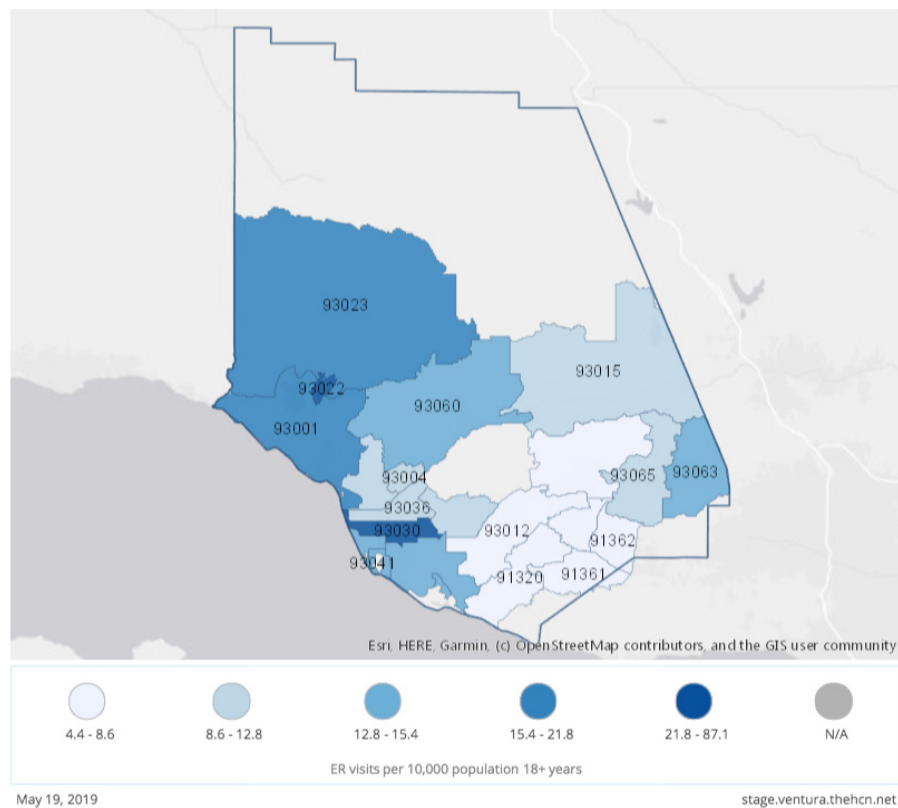 93023
93015
93022
93060
93001
93004
93065
93063
93036
93030
93012
91362
93041
91320
91361
Esri, HERE, Garmin, (c) OpenStreetMap contributors, and the GIS user community
4.4 - 8.6
8.6 - 12.8
12.8 - 15.4
15.4 - 21.8
21.8 - 87.1
N/A
ER visits per 10,000 population 18+ years
May 19, 2019
stage.ventura.thehcn.net